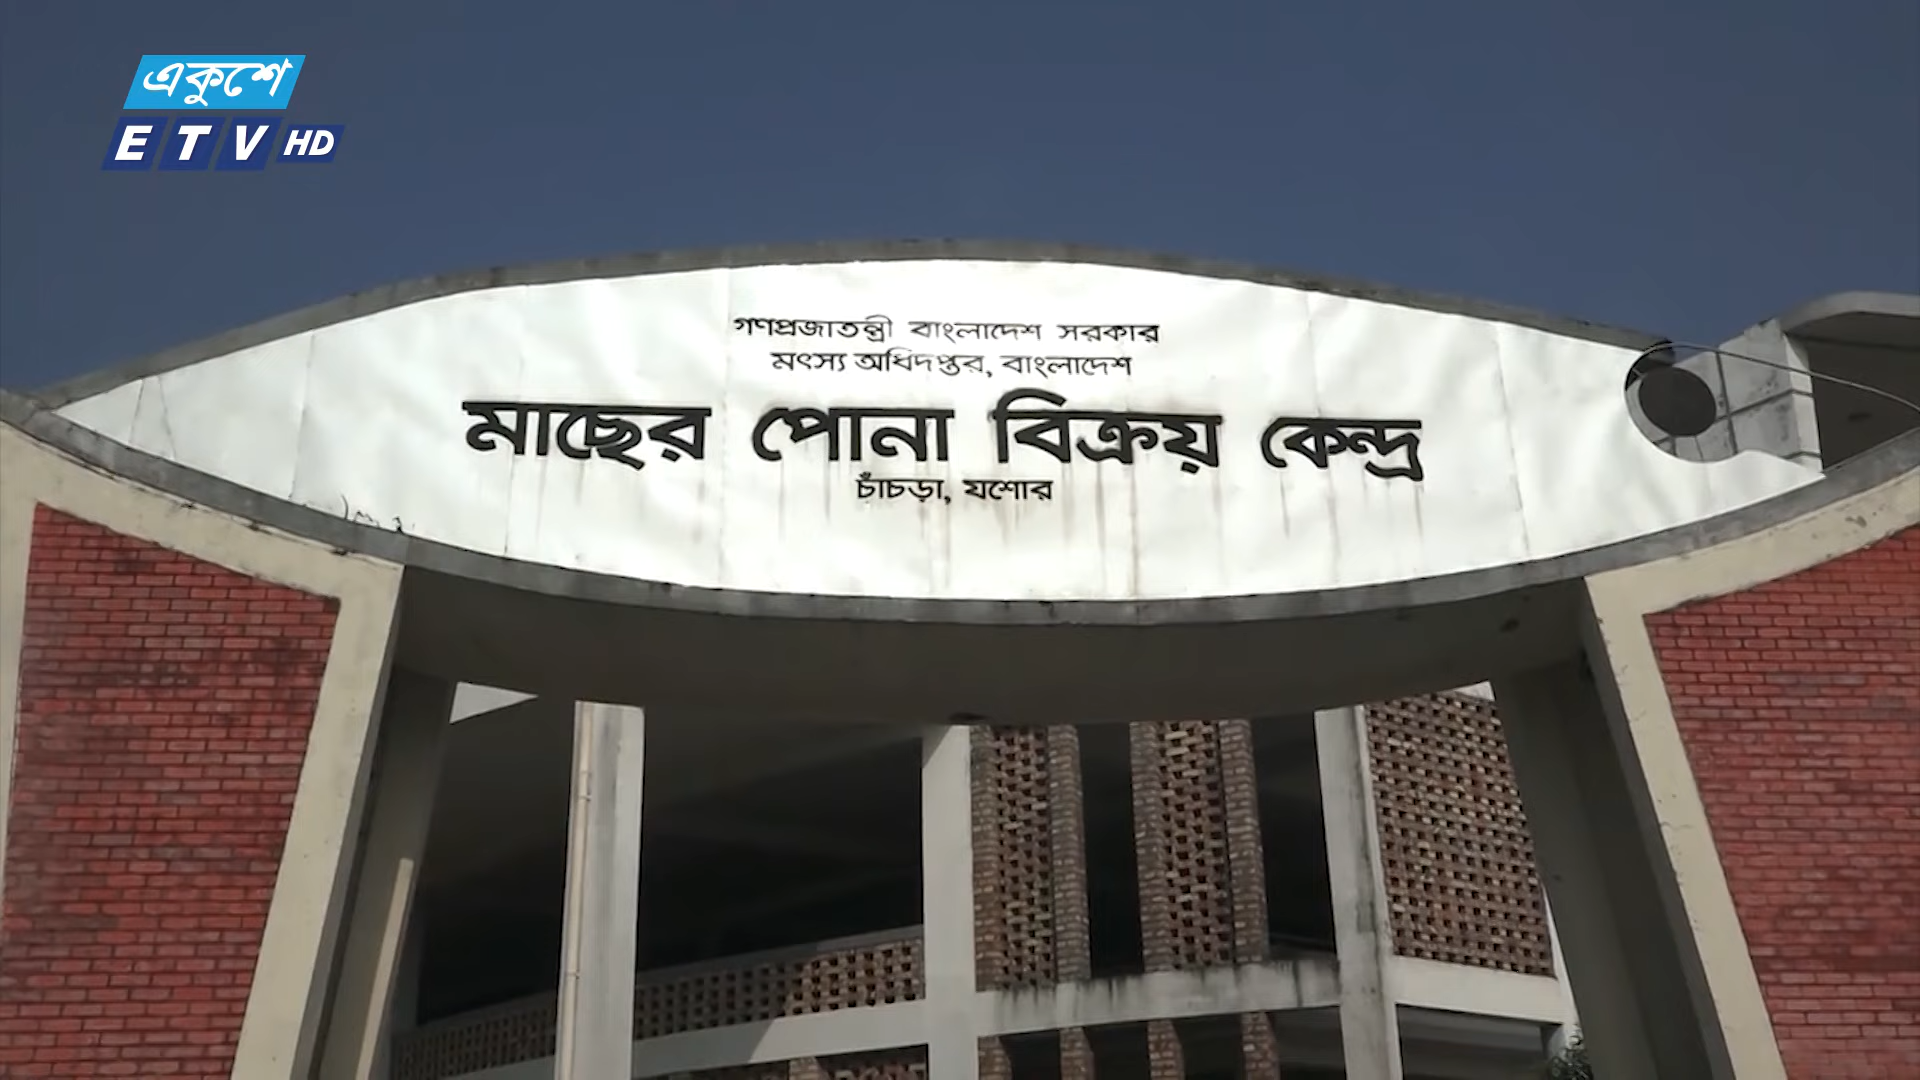 একুশে
ETV HD
গণপ্রজাতন্ত্রী বাংলাদেশ সরকার
মৎস্য অধিদপ্তর, বাংলাদেশ
মাছের পোনা বিক্রয় কেন্দ্র
চাঁচড়া, যশোর